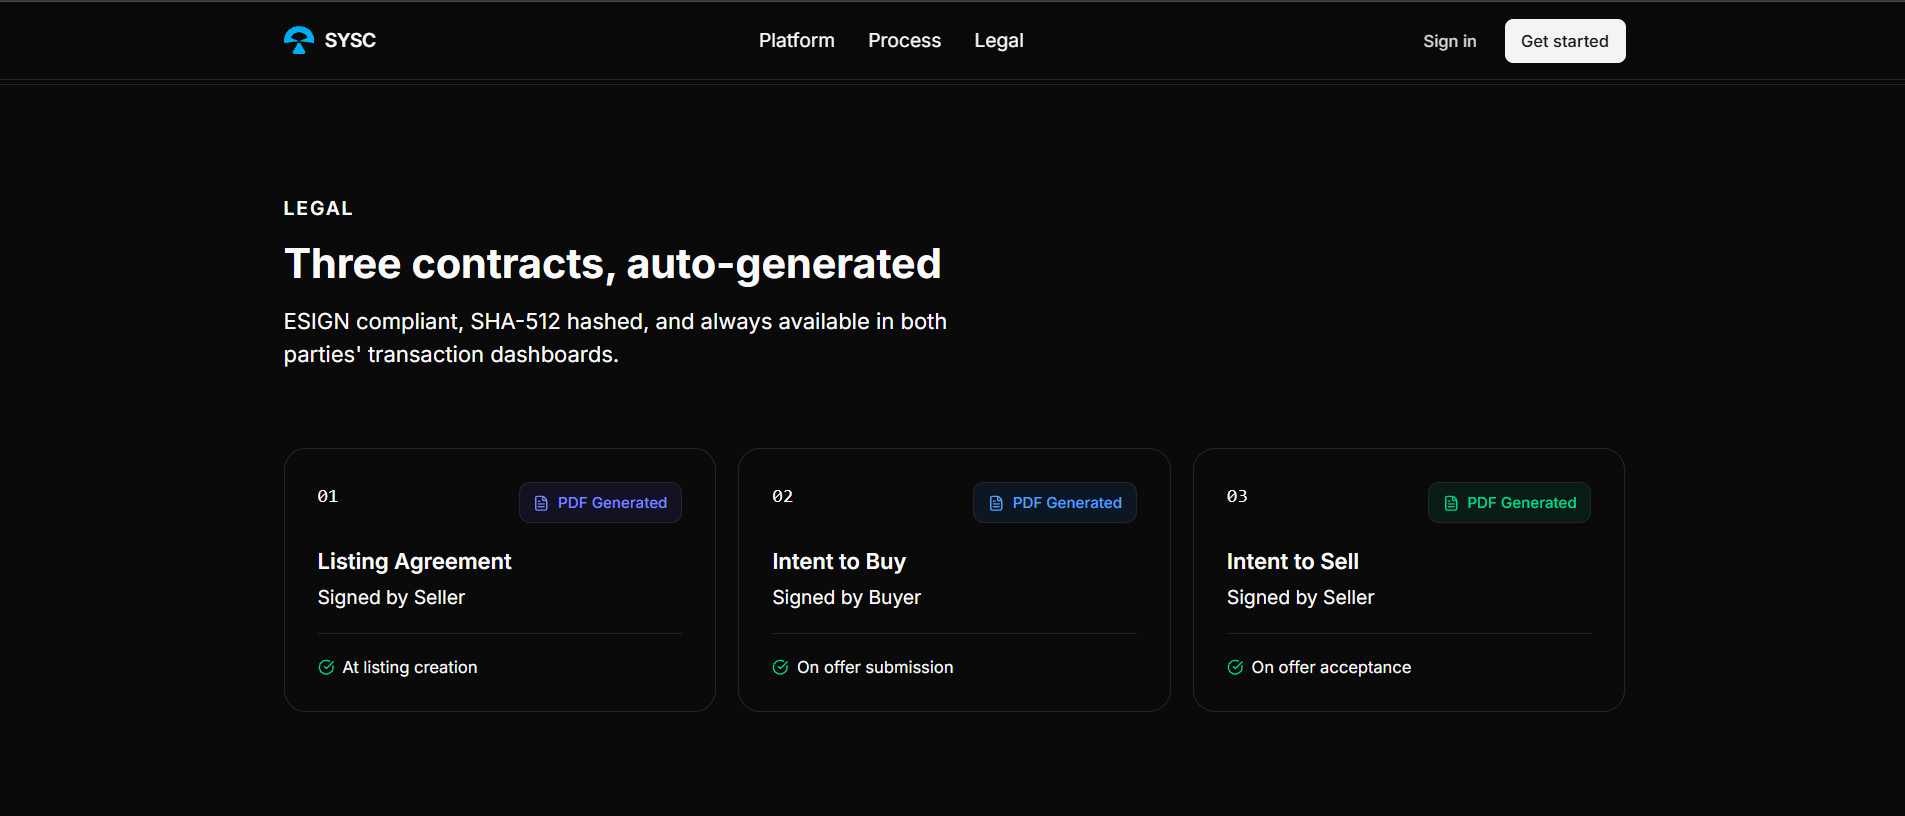 SYSC
Platform Process Legal
Sign in Get started
LEGAL
Three contracts, auto-generated
ESIGN compliant, SHA-512 hashed, and always available in both
parties' transaction dashboards.
01
PDF Generated
Listing Agreement
Signed by Seller
At listing creation
02
PDF Generated
Intent to Buy
Signed by Buyer
On offer submission
03
PDF Generated
Intent to Sell
Signed by Seller
On offer acceptance